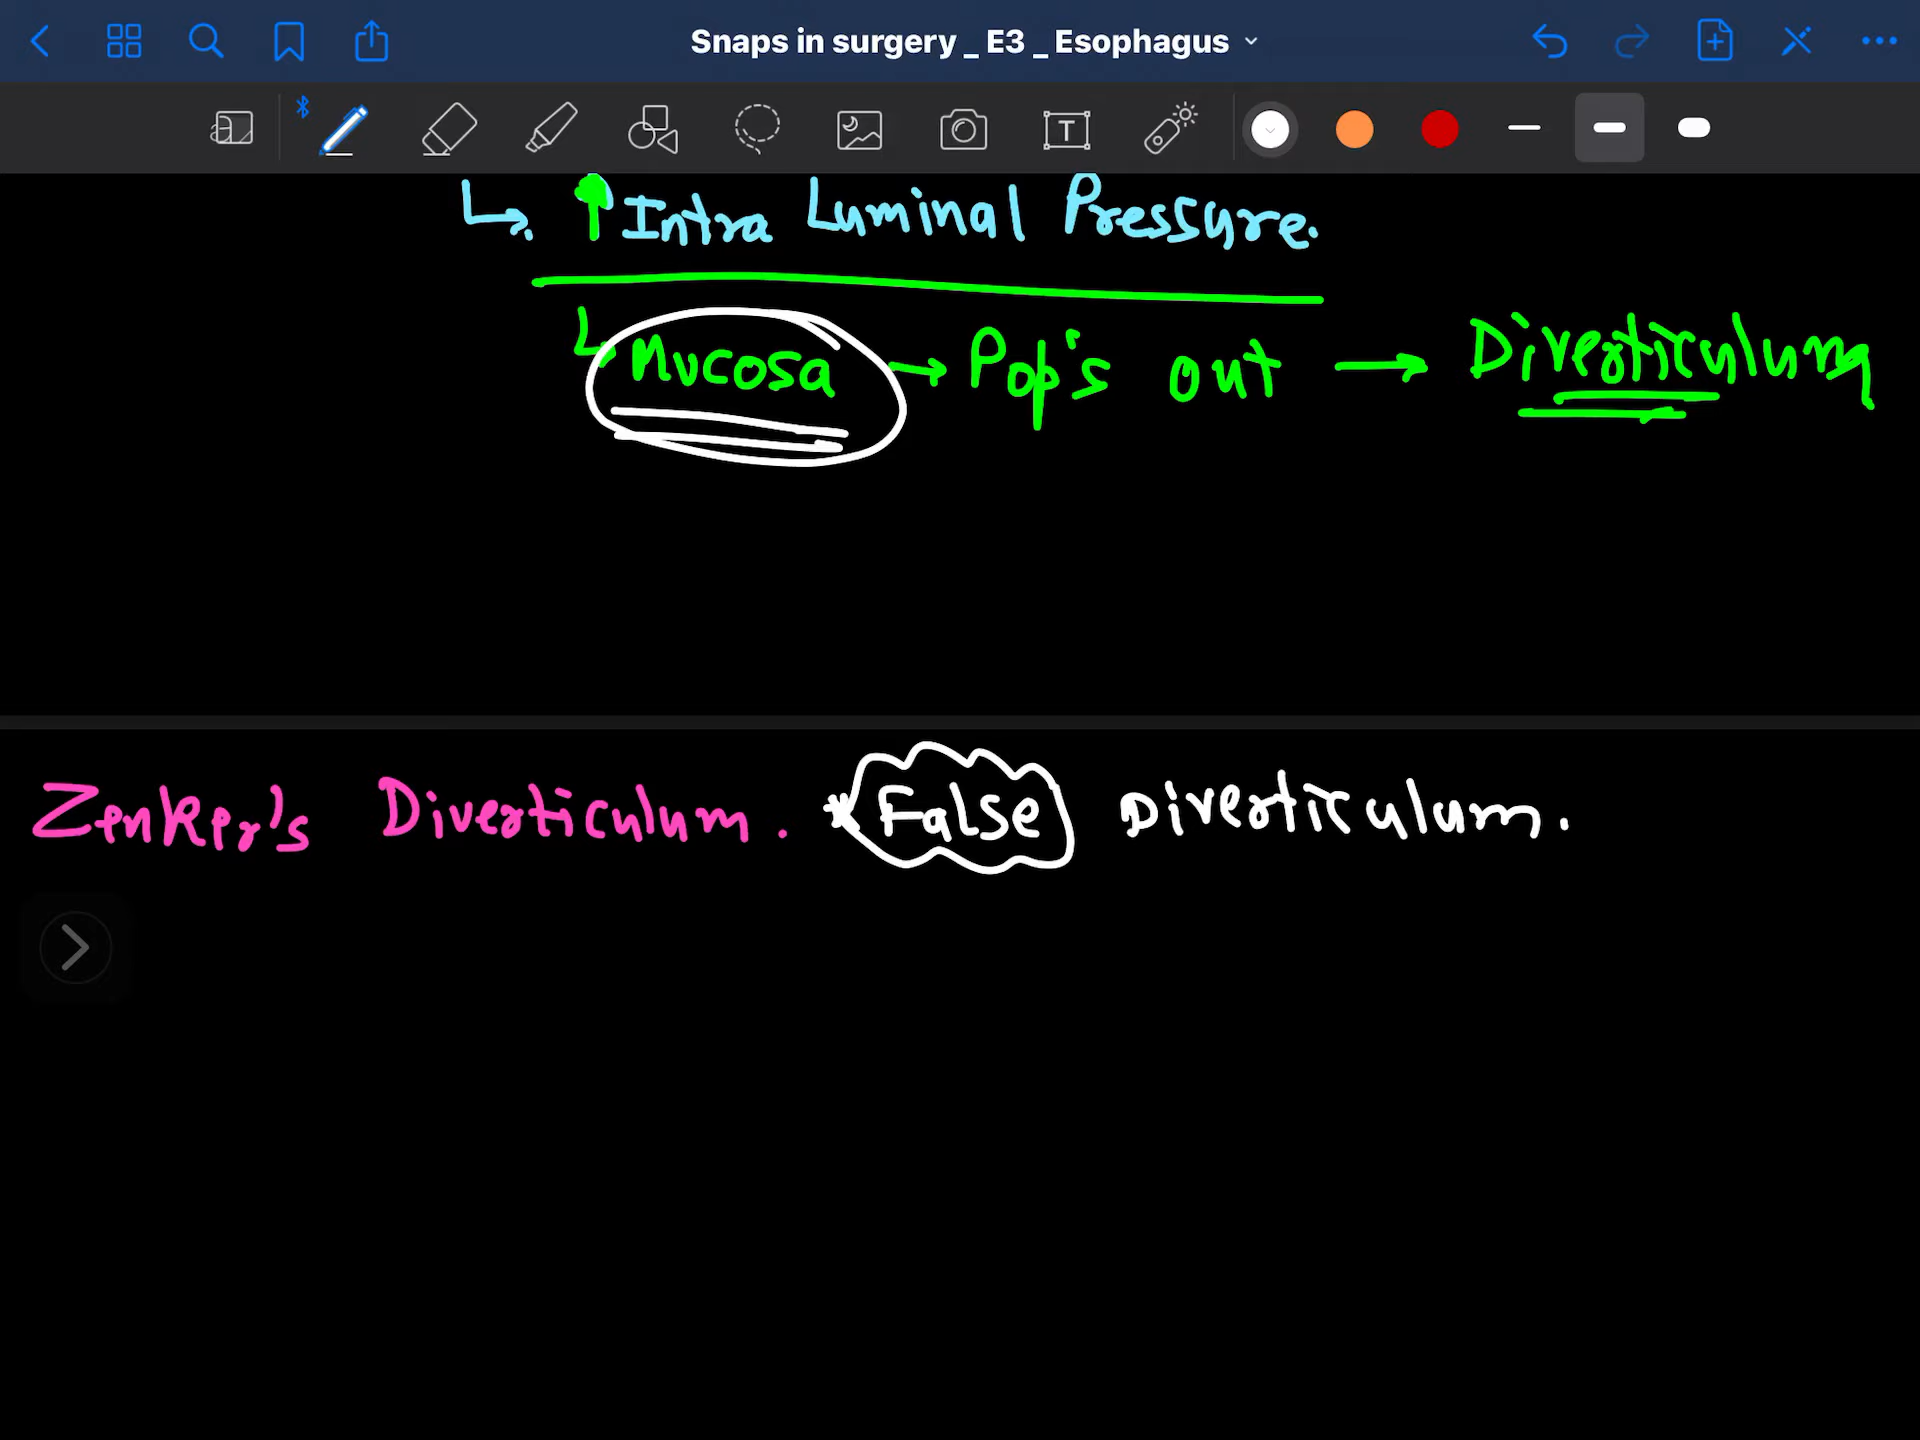 Snaps in surgery _ E3 _ Esophagus
T
↳ ↑ Intra Luminal Pressure.
↳ Mucosa → Pop's out → Diverticulum
Zenker's Diverticulum. * False Diverticulum.